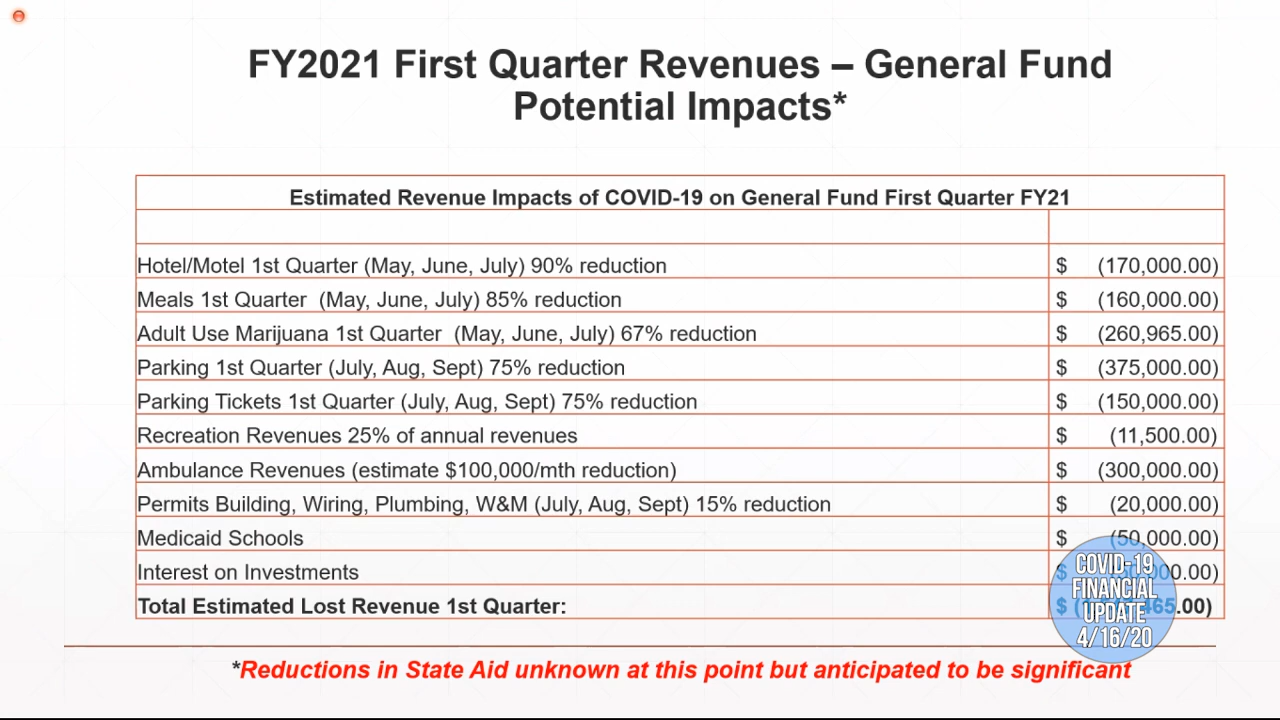 FY2021 First Quarter Revenues – General Fund
Potential Impacts*
Estimated Revenue Impacts of COVID-19 on General Fund First Quarter FY21
Hotel/Motel 1st Quarter (May, June, July) 90% reduction $ (170,000.00)
Meals 1st Quarter (May, June, July) 85% reduction $ (160,000.00)
Adult Use Marijuana 1st Quarter (May, June, July) 67% reduction $ (260,965.00)
Parking 1st Quarter (July, Aug, Sept) 75% reduction $ (375,000.00)
Parking Tickets 1st Quarter (July, Aug, Sept) 75% reduction $ (150,000.00)
Recreation Revenues 25% of annual revenues $ (11,500.00)
Ambulance Revenues (estimate $100,000/mth reduction) $ (300,000.00)
Permits Building, Wiring, Plumbing, W&M (July, Aug, Sept) 15% reduction $ (20,000.00)
Medicaid Schools $ (50,000.00)
Interest on Investments $
Total Estimated Lost Revenue 1st Quarter: $
COVID-19
FINANCIAL
UPDATE
4/16/20
*Reductions in State Aid unknown at this point but anticipated to be significant